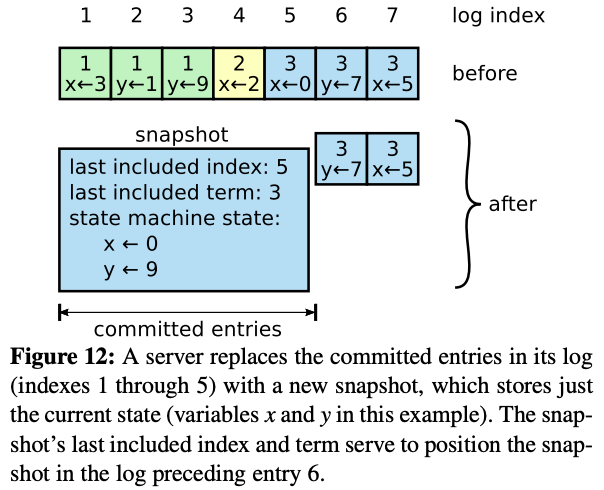 1 2 3 4 5 6 7 log index
1 1 1 2 3 3 3
x←3 y←1 y←9 x←2 x←0 y←7 x←5
before
snapshot
last included index: 5
last included term: 3
state machine state:
x ← 0
y ← 9
3 3
y←7 x←5
after
committed entries
Figure 12: A server replaces the committed entries in its log
(indexes 1 through 5) with a new snapshot, which stores just
the current state (variables x and y in this example). The snap-
shot's last included index and term serve to position the snap-
shot in the log preceding entry 6.